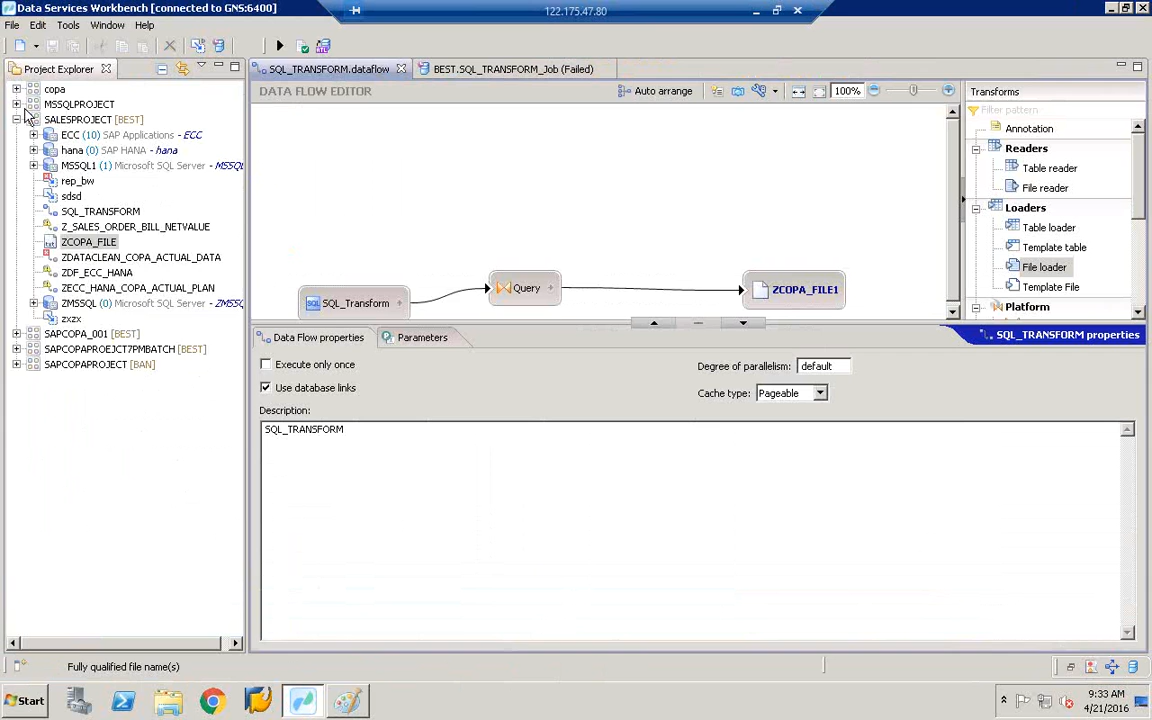 Data Services Workbench [connected to GNS:6400]
122.175.47.80
File Edit Tools Window Help
Project Explorer
SQL_TRANSFORM.dataflow
BEST.SQL_TRANSFORM_Job (Failed)
DATA FLOW EDITOR
Auto arrange
100%
Transforms
Filter pattern
Annotation
Readers
Table reader
File reader
Loaders
Table loader
Template table
File loader
Template File
Platform
copa
MSSQLPROJECT
SALESPROJECT [BEST]
ECC (10) SAP Applications - ECC
hana (0) SAP HANA - hana
MSSQL1 (1) Microsoft SQL Server - MSSQL
rep_bw
sdsd
SQL_TRANSFORM
Z_SALES_ORDER_BILL_NETVALUE
ZCOPA_FILE
ZDATACLEAN_COPA_ACTUAL_DATA
ZDF_ECC_HANA
ZECC_HANA_COPA_ACTUAL_PLAN
ZMSSQL (0) Microsoft SQL Server - ZMSS
zxzx
SAPCOPA_001 [BEST]
SAPCOPAPROEJCT7PMBATCH [BEST]
SAPCOPAPROJECT [BAN]
SQL SQL_Transform
Query
ZCOPA_FILE1
Data Flow properties
Parameters
SQL_TRANSFORM properties
Execute only once
Degree of parallelism: default
Use database links
Cache type: Pageable
Description:
SQL_TRANSFORM
Fully qualified file name(s)
Start
9:33 AM
4/21/2016